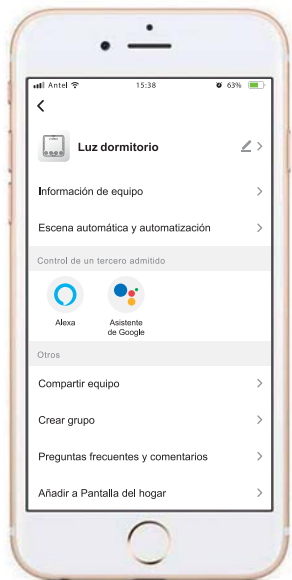 Antel 15:38 63%
Luz dormitorio
Información de equipo
Escena automática y automatización
Control de un tercero admitido
Alexa
Asistente
de Google
Otros
Compartir equipo
Crear grupo
Preguntas frecuentes y comentarios
Añadir a Pantalla del hogar